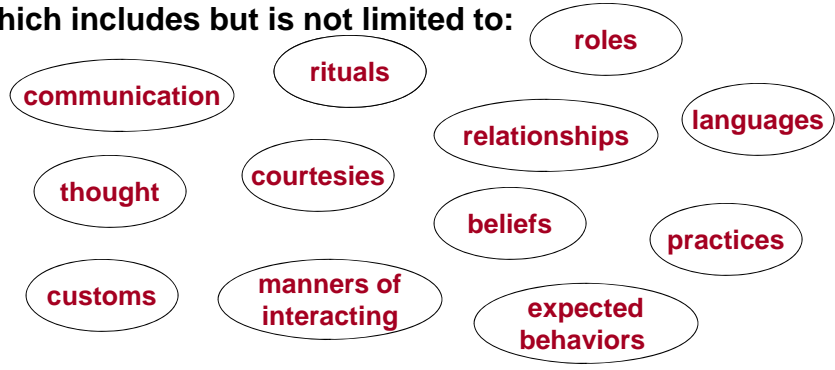 hich includes but is not limited to:
roles
rituals
communication
languages
relationships
courtesies
thought
beliefs
practices
customs
manners of
interacting
expected
behaviors